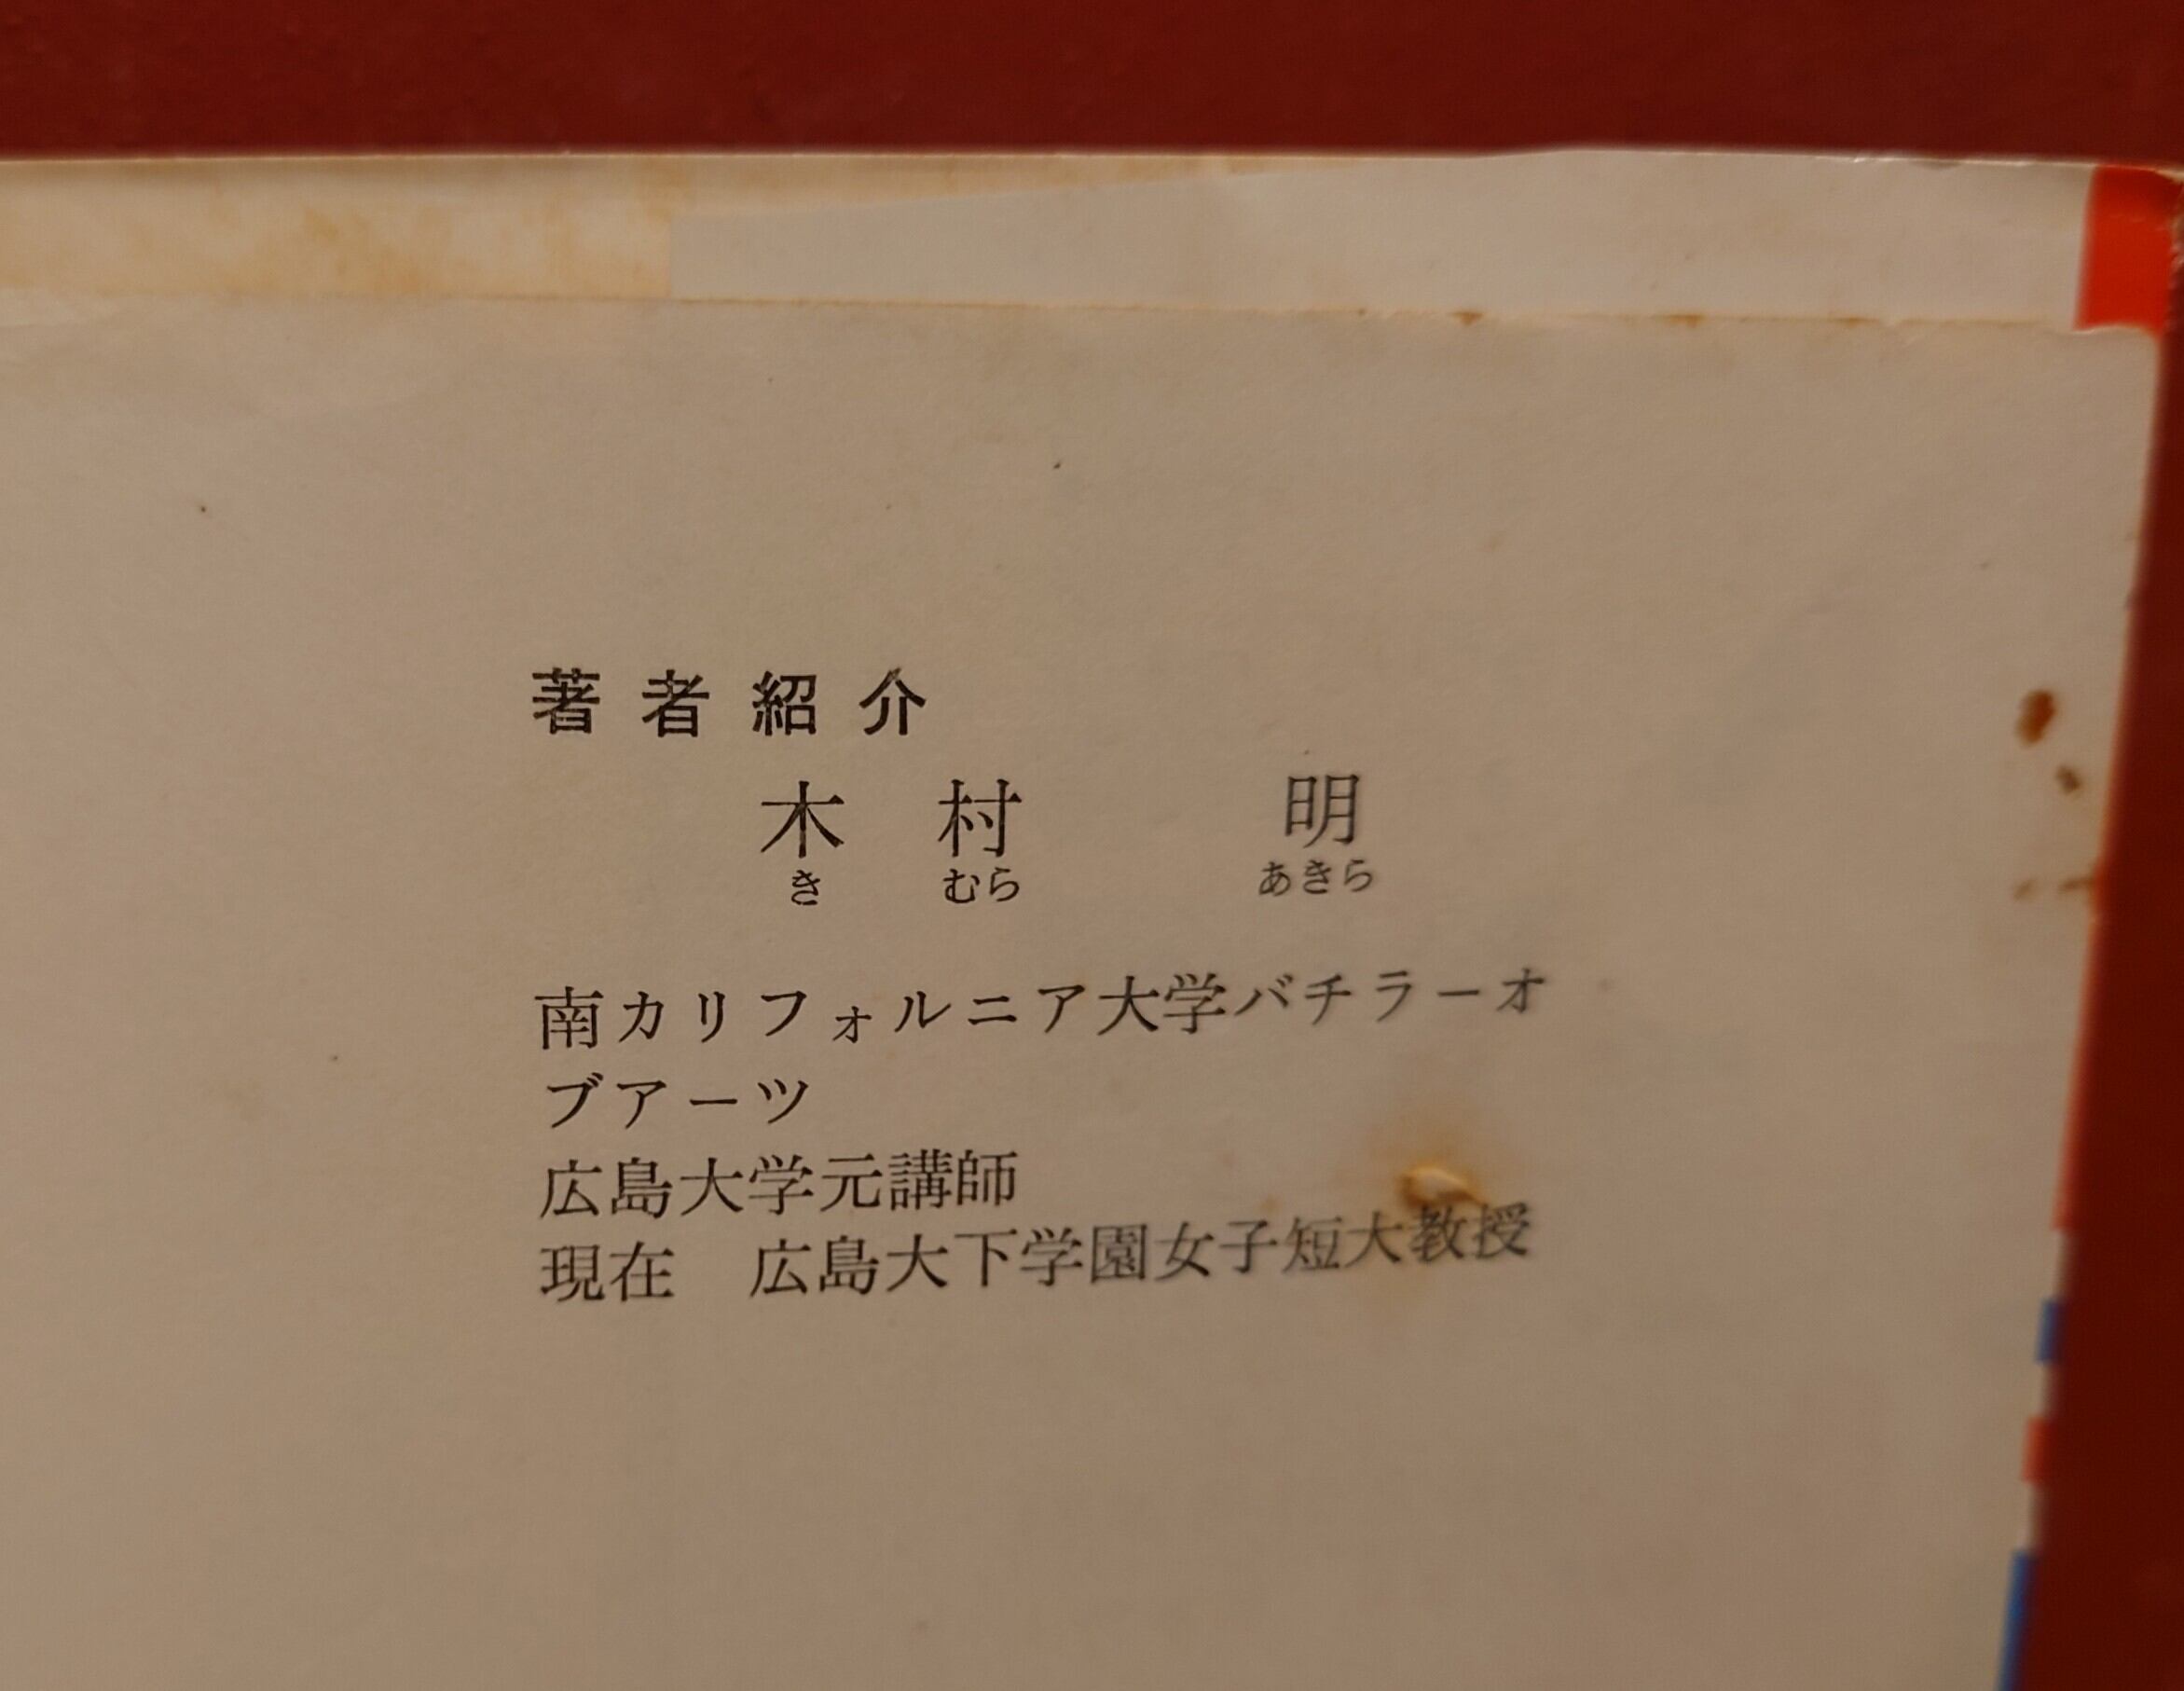 著者紹介
木村 明
き むら あきら
南カリフォルニア大学バチラーオ
ブアーツ
広島大学元講師
現在 広島大下学園女子短大教授